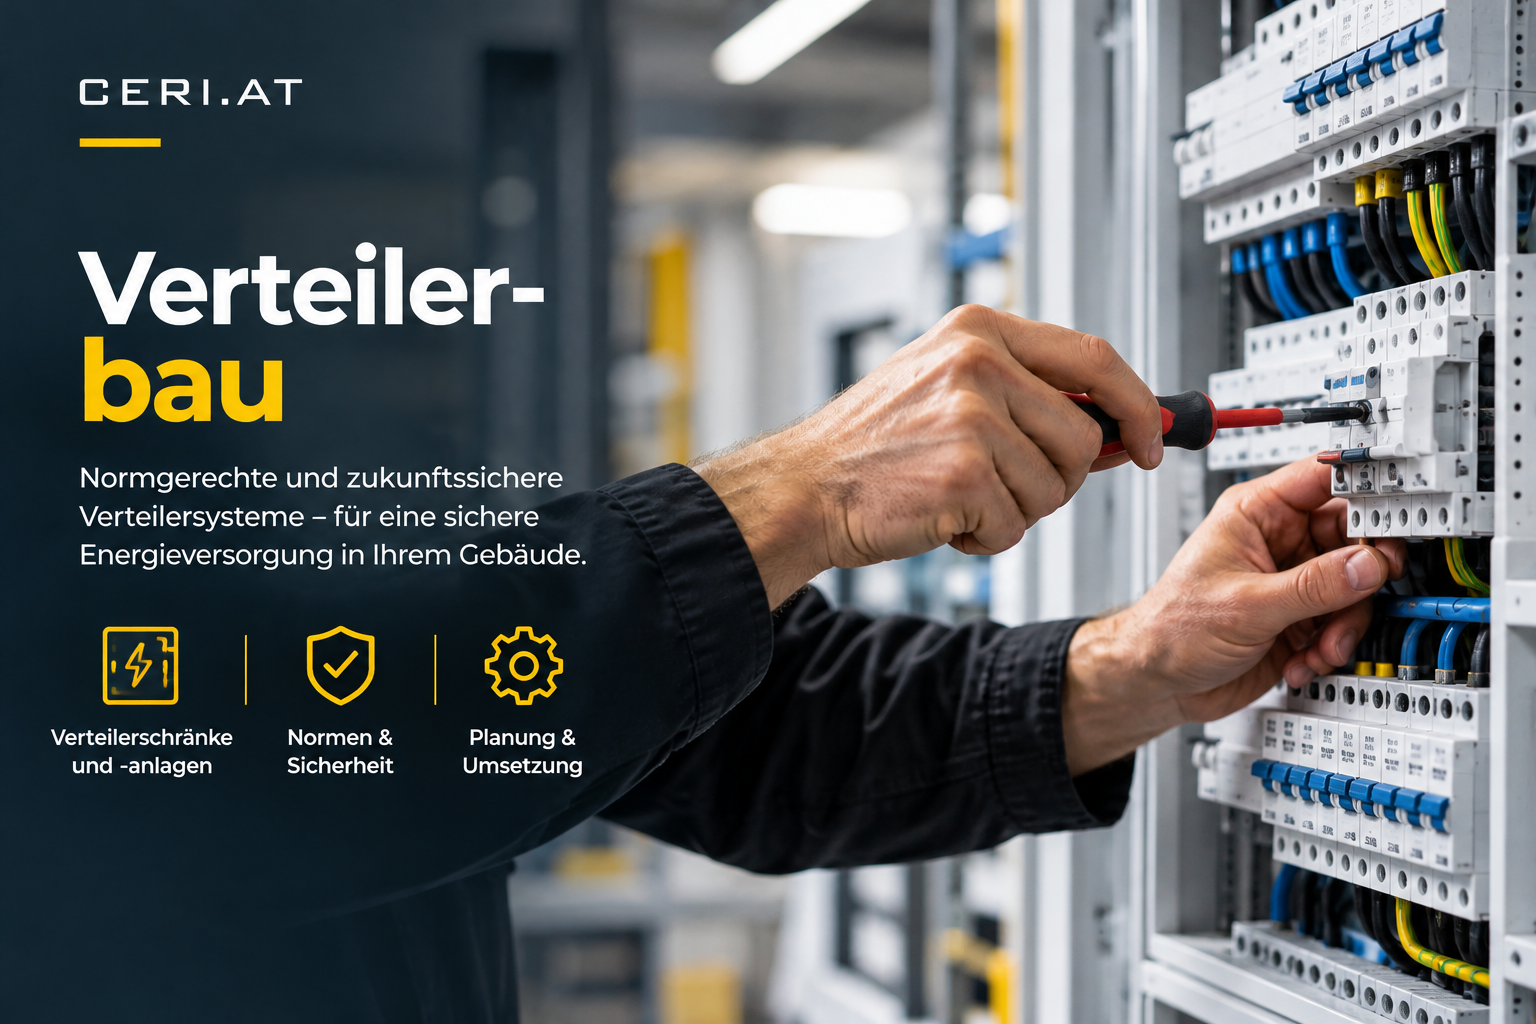 CERI.AT
Verteiler-
bau
Normgerechte und zukunftssichere
Verteilersysteme – für eine sichere
Energieversorgung in Ihrem Gebäude.
Verteilerschränke
und -anlagen
Normen &
Sicherheit
Planung &
Umsetzung